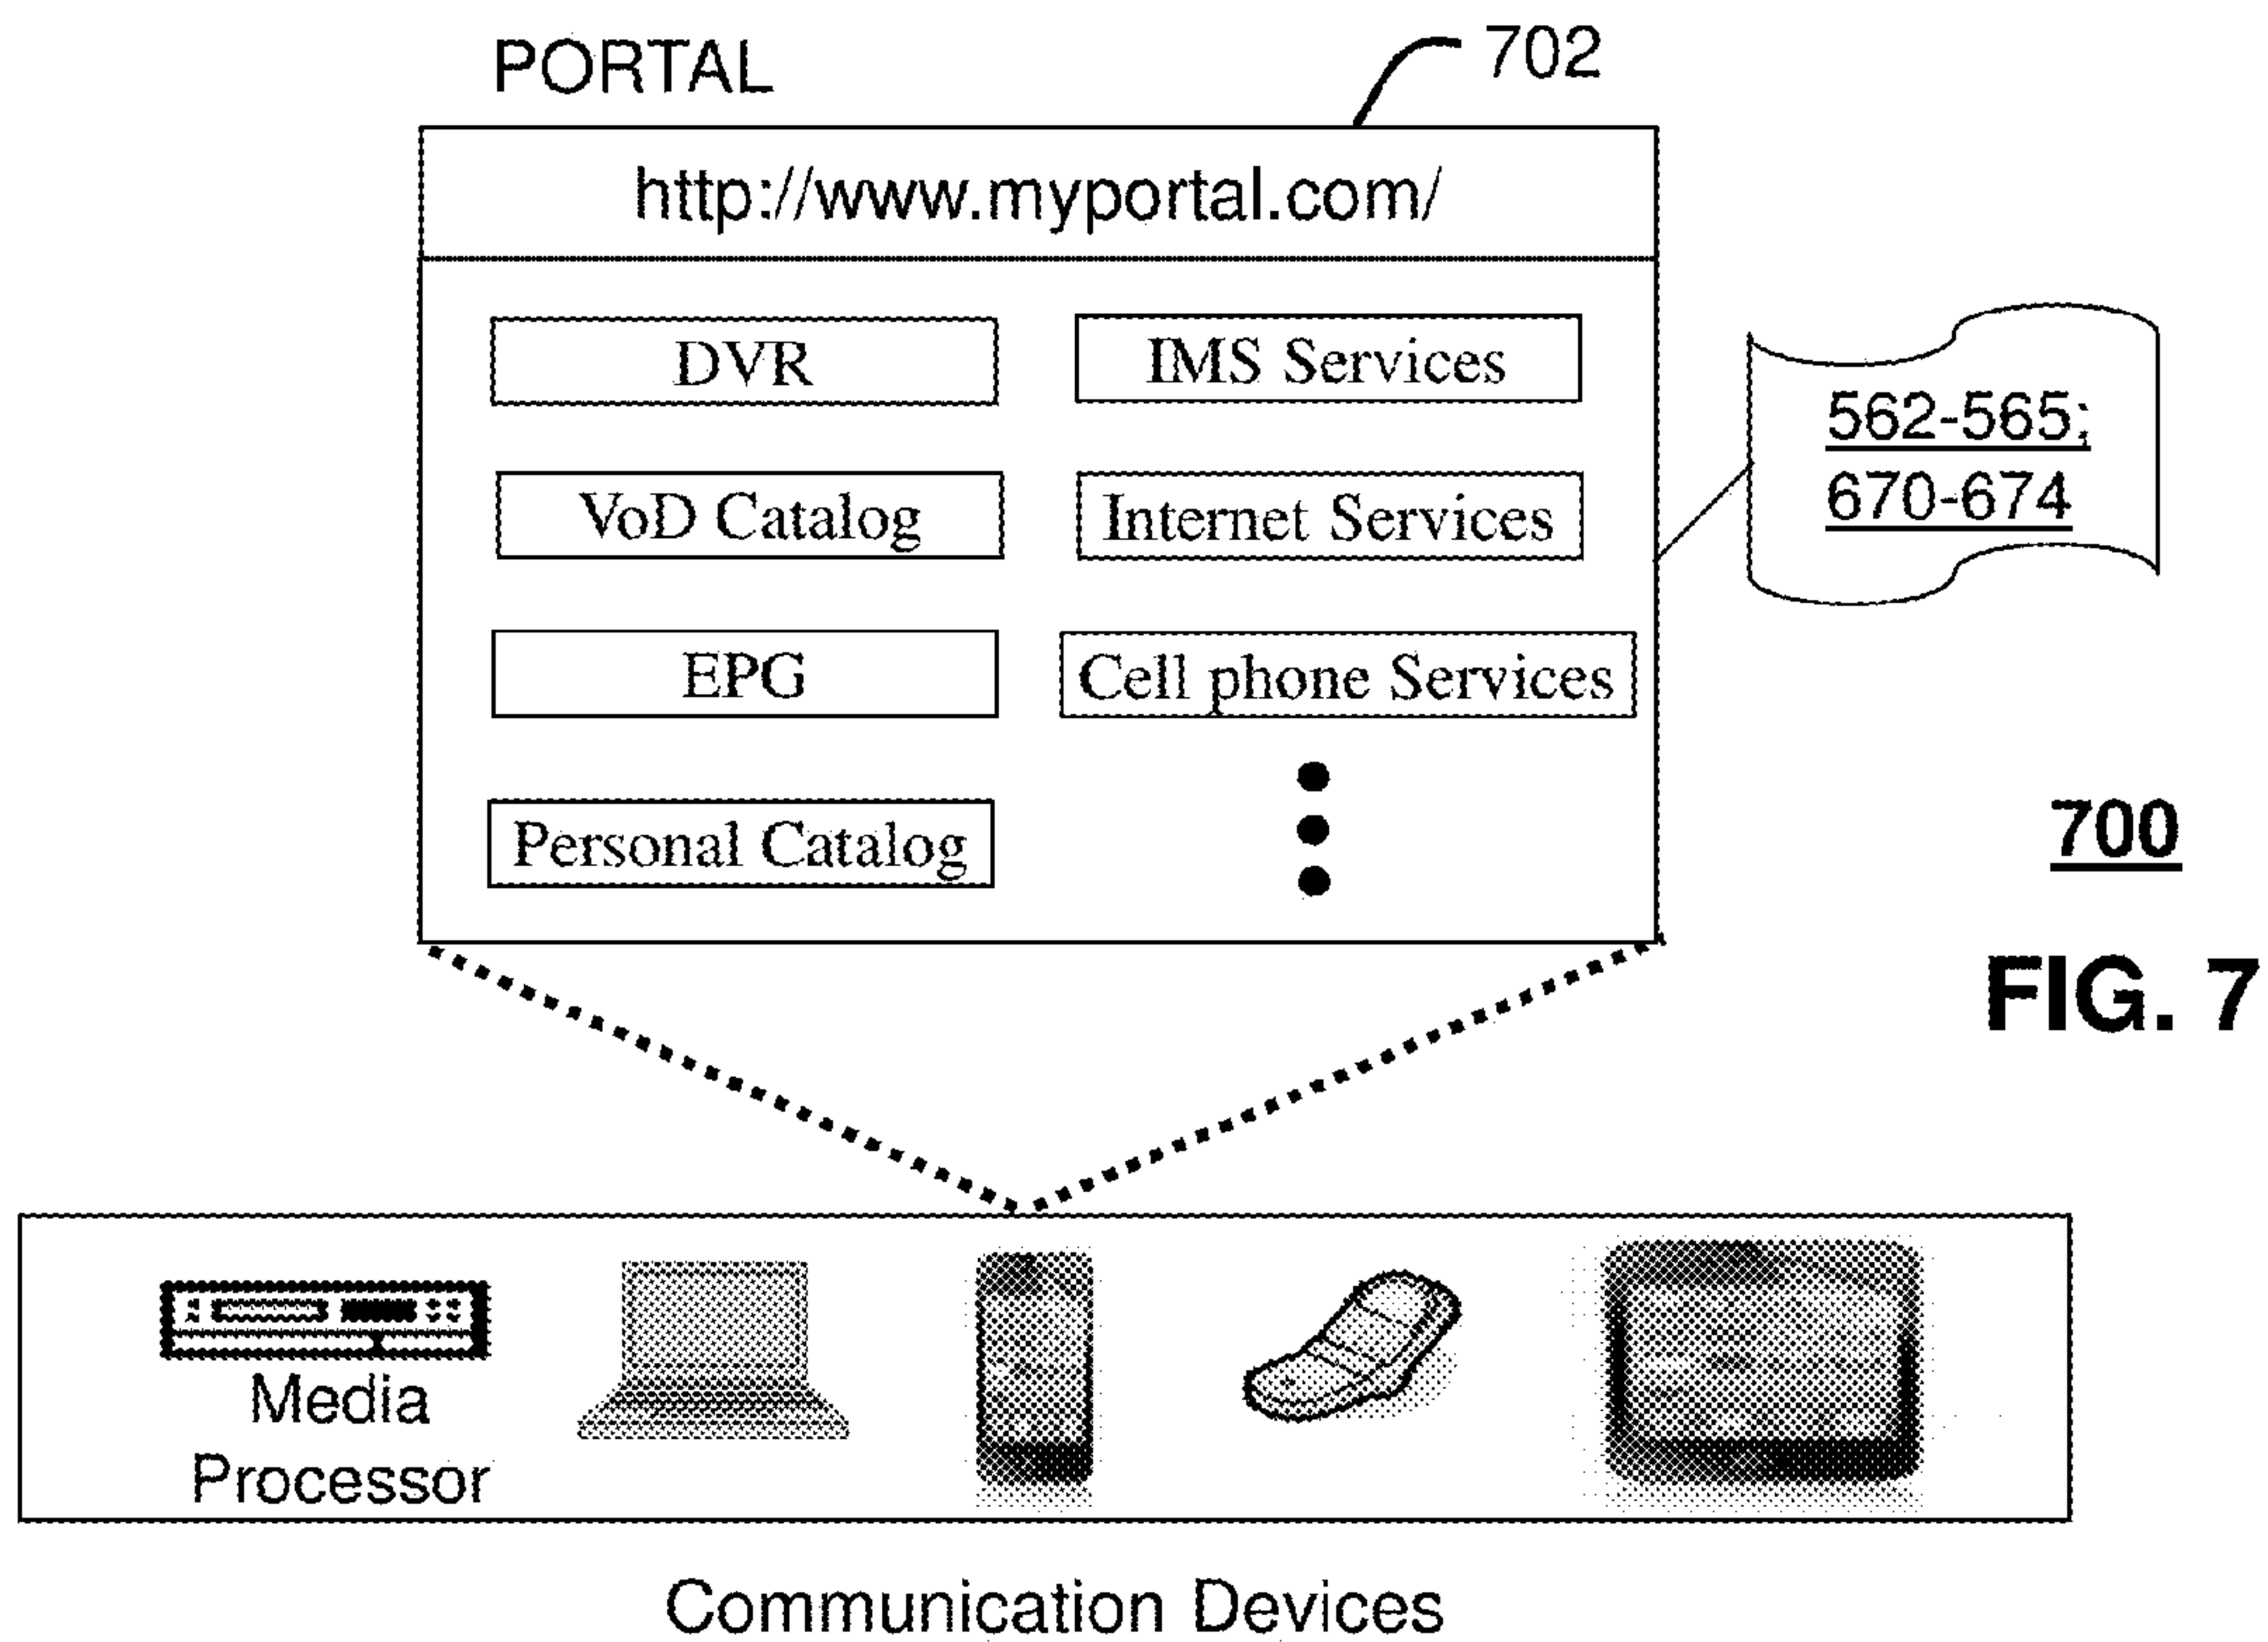 PORTAL
702
http://www.myportal.com/
DVR
IMS Services
VoD Catalog
Internet Services
EPG
Cell phone Services
Personal Catalog
562-565;
670-674
700
FIG. 7
Media
Processor
Communication Devices